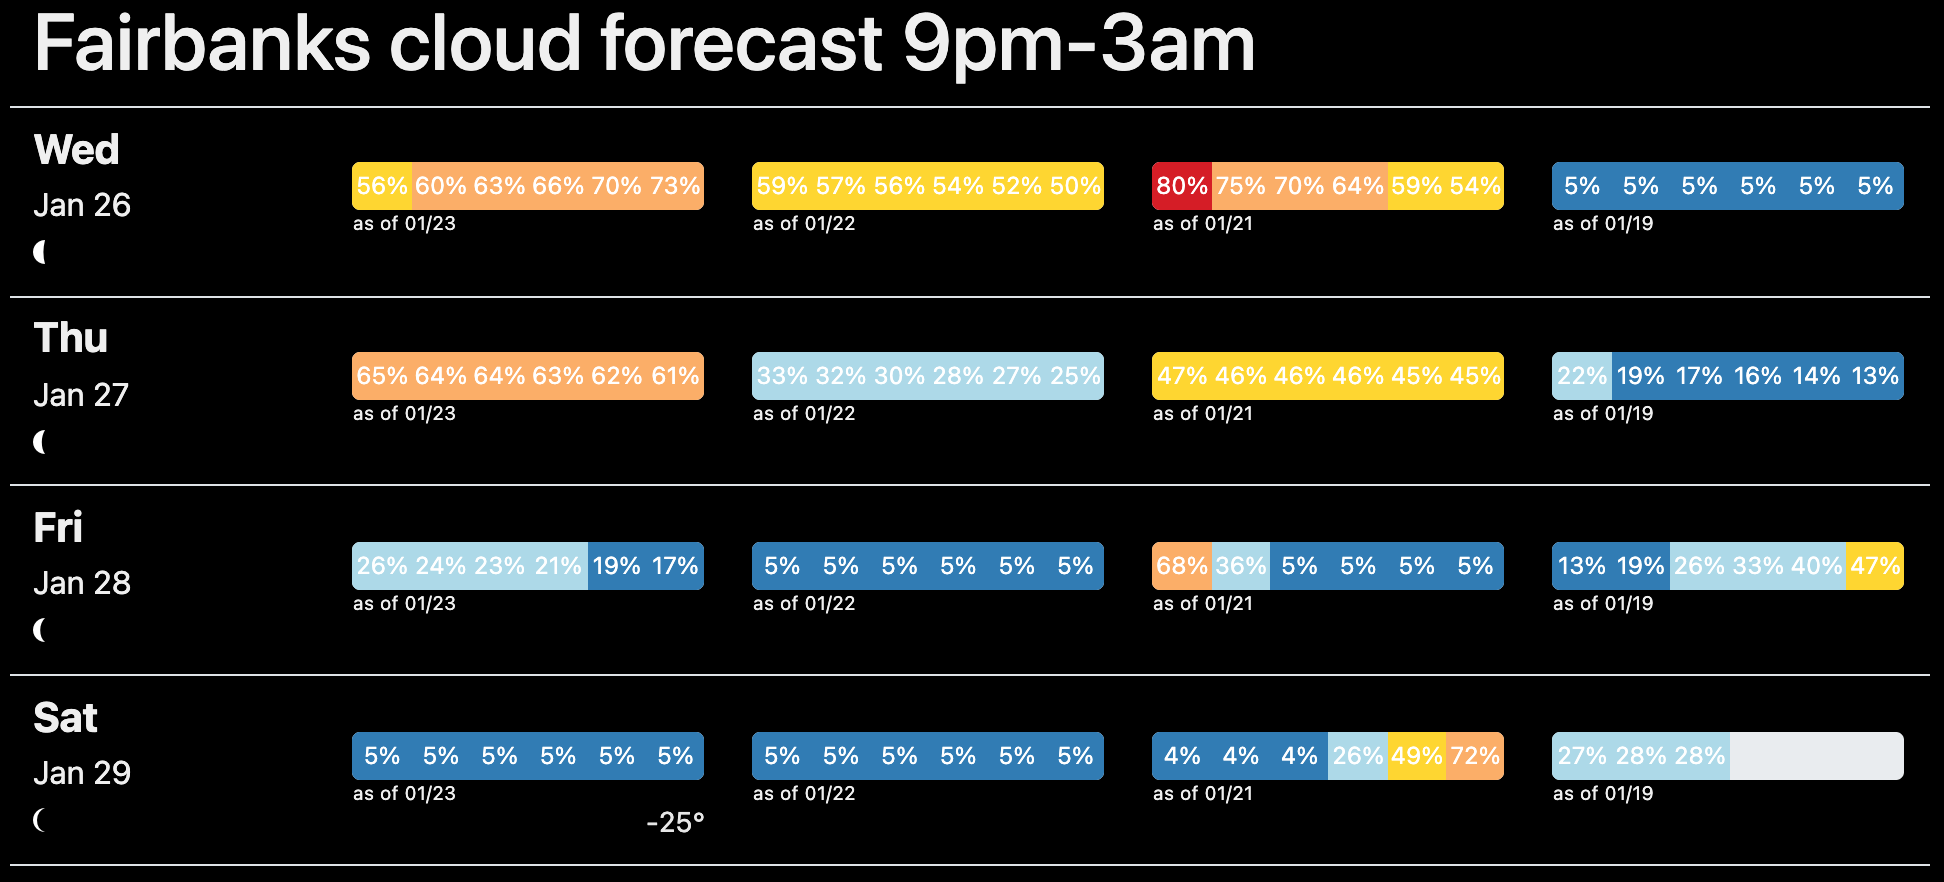 Fairbanks cloud forecast 9pm-3am
Wed
Jan 26
56% 60% 63% 66% 70% 73%
as of 01/23
59% 57% 56% 54% 52% 50%
as of 01/22
80% 75% 70% 64% 59% 54%
as of 01/21
5% 5% 5% 5% 5% 5%
as of 01/19
Thu
Jan 27
65% 64% 64% 63% 62% 61%
as of 01/23
33% 32% 30% 28% 27% 25%
as of 01/22
47% 46% 46% 46% 45% 45%
as of 01/21
22% 19% 17% 16% 14% 13%
as of 01/19
Fri
Jan 28
26% 24% 23% 21% 19% 17%
as of 01/23
5% 5% 5% 5% 5% 5%
as of 01/22
68% 36% 5% 5% 5% 5%
as of 01/21
13% 19% 26% 33% 40% 47%
as of 01/19
Sat
Jan 29
5% 5% 5% 5% 5% 5%
as of 01/23
-25°
5% 5% 5% 5% 5% 5%
as of 01/22
4% 4% 4% 26% 49% 72%
as of 01/21
27% 28% 28%
as of 01/19